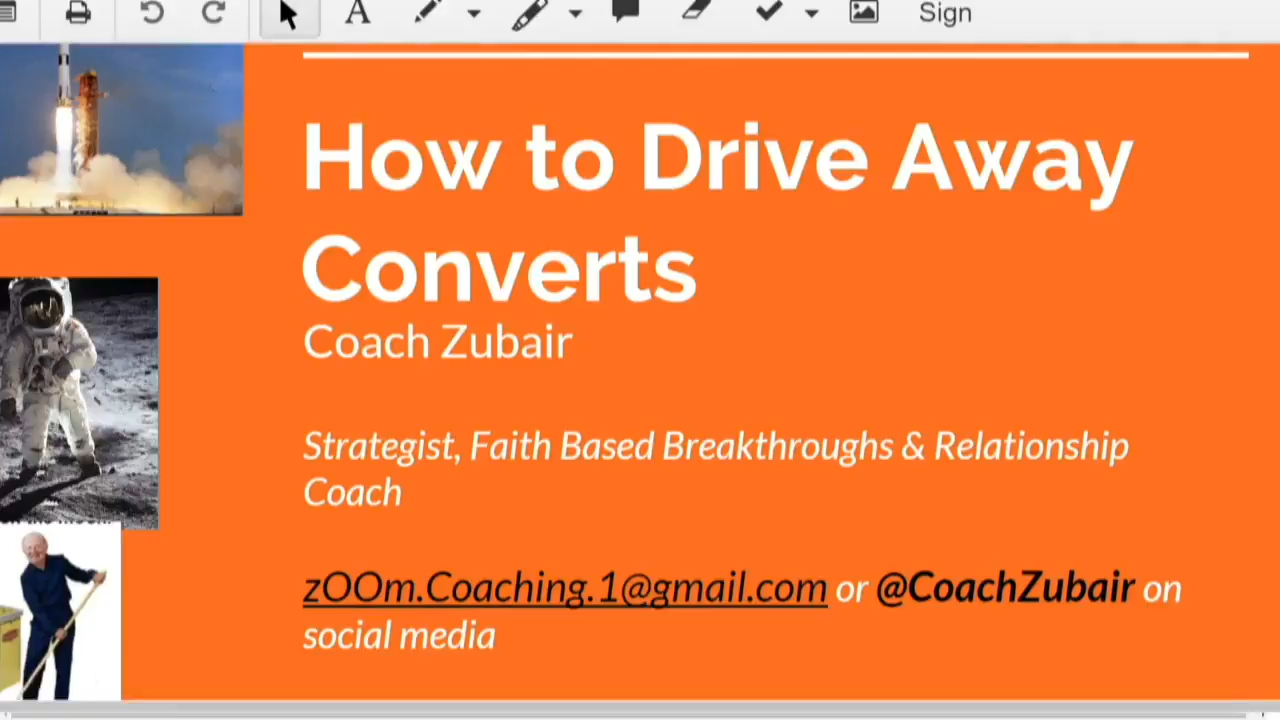 A Sign
How to Drive Away
Converts
Coach Zubair
Strategist, Faith Based Breakthroughs & Relationship
Coach
zOOm.Coaching.1@gmail.com or @CoachZubair on
social media